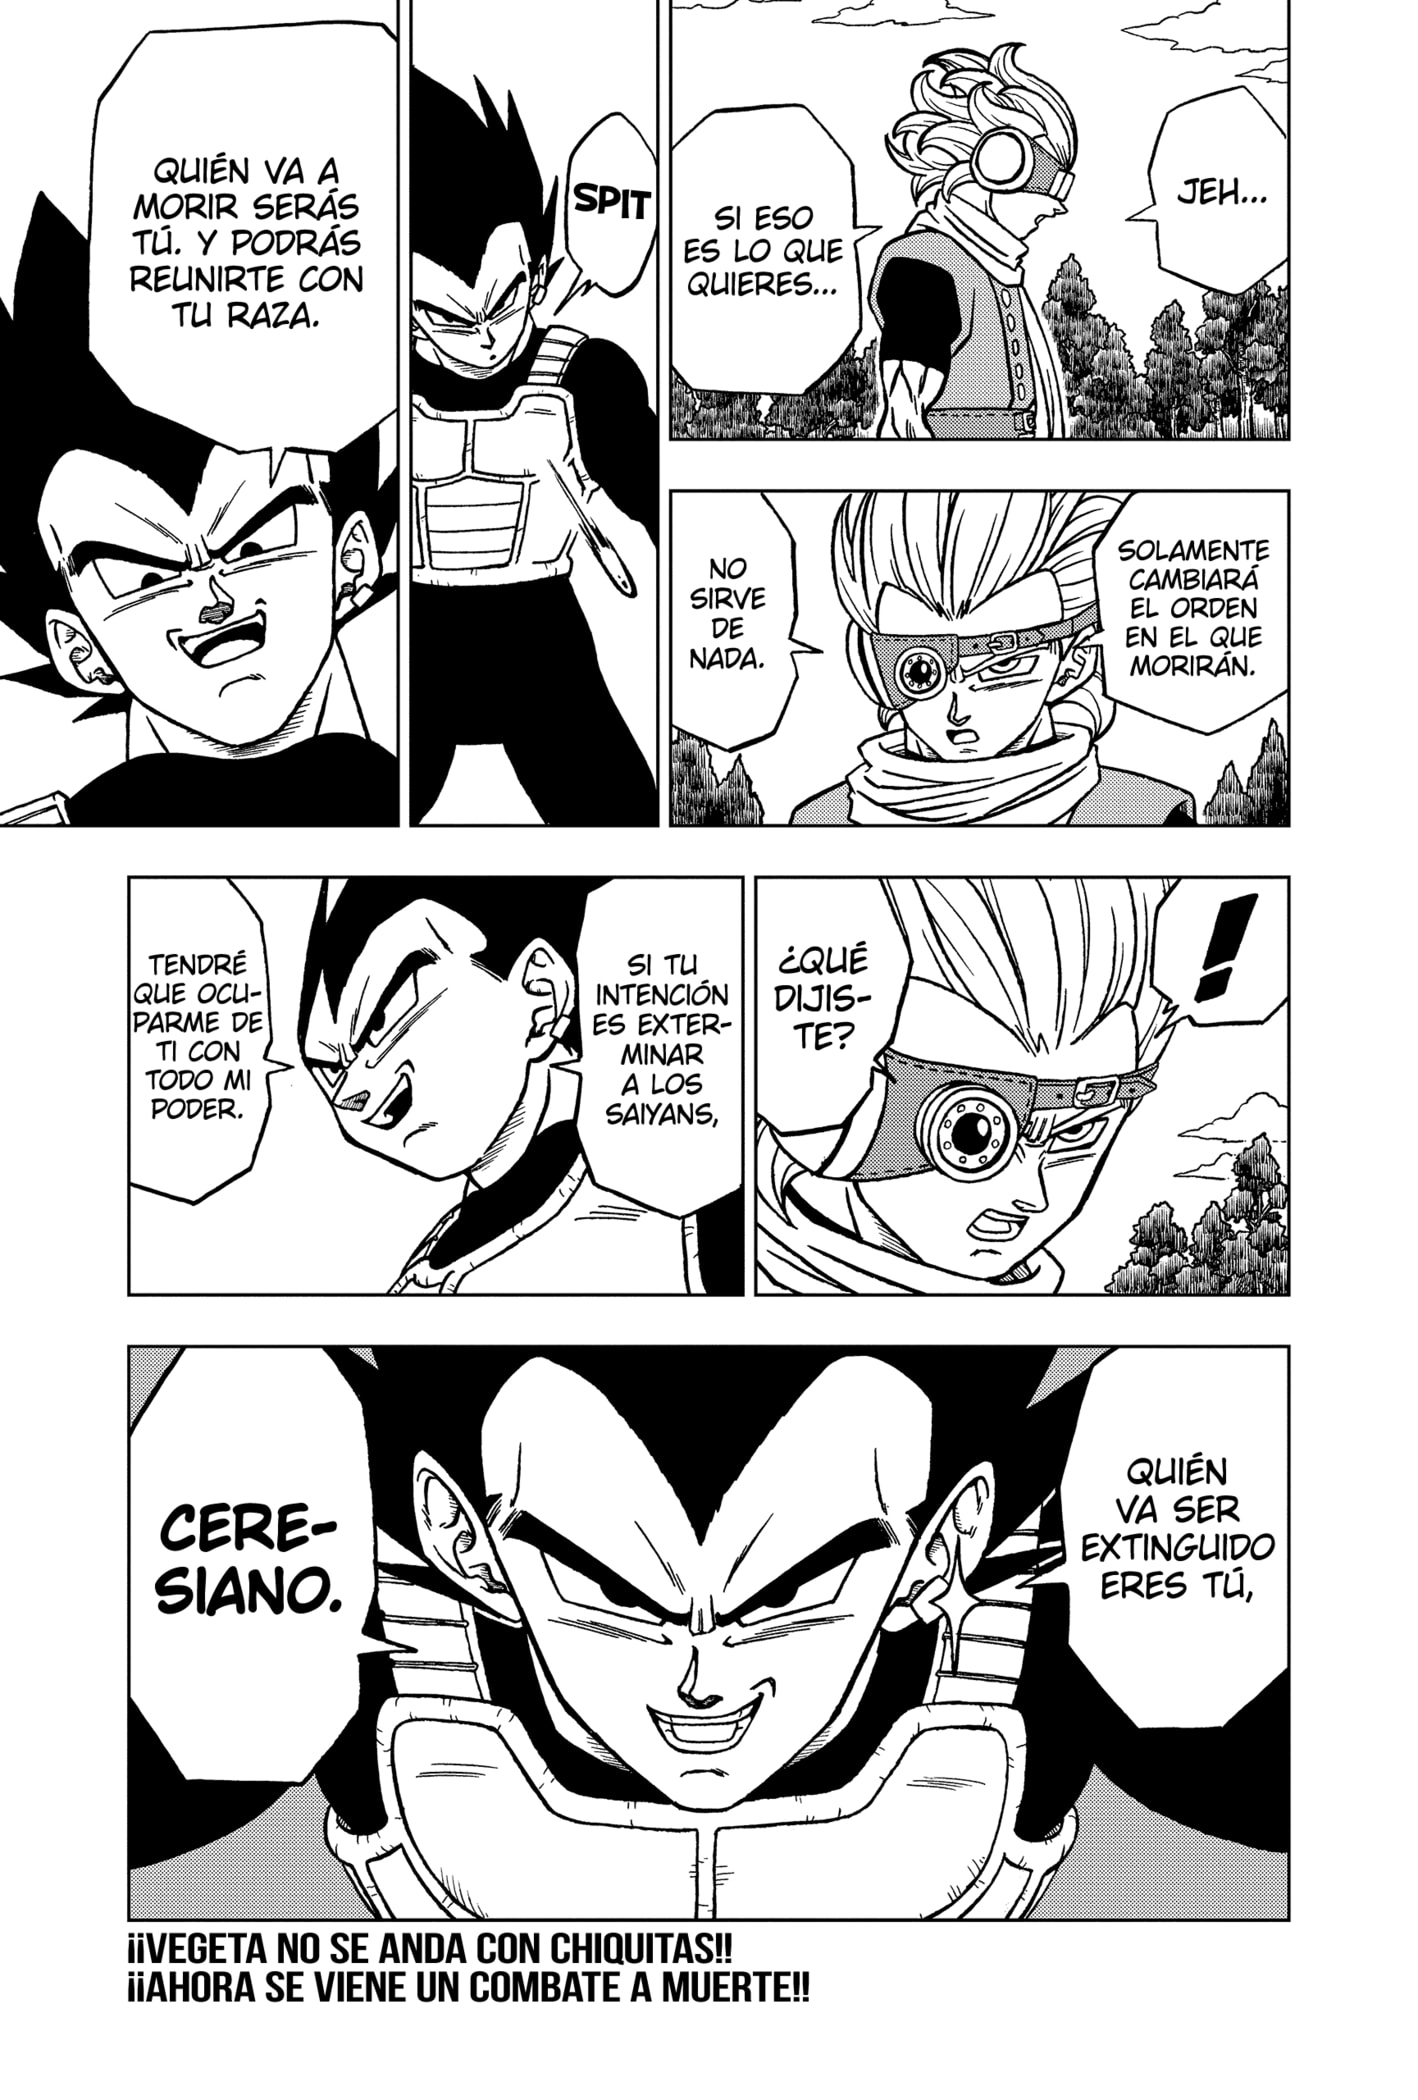 JEH...
SI ESO
ES LO QUE
QUIERES...
SOLAMENTE
CAMBIARÁ
EL ORDEN
EN EL QUE
MORIRÁN.
NO
SIRVE
DE
NADA.
SPIT
QUIÉN VA A
MORIR SERÁS
TÚ. Y PODRÁS
REUNIRTE CON
TU RAZA.
!
¿QUÉ
DIJIS-
TE?
SI TU
INTENCIÓN
ES EXTER-
MINAR
A LOS
SAIYANS,
TENDRÉ
QUE OCU-
PARME DE
TI CON
TODO MI
PODER.
QUIÉN
VA SER
EXTINGUIDO
ERES TÚ,
CERE-
SIANO.
¡¡VEGETA NO SE ANDA CON CHIQUITAS!!
¡¡AHORA SE VIENE UN COMBATE A MUERTE!!